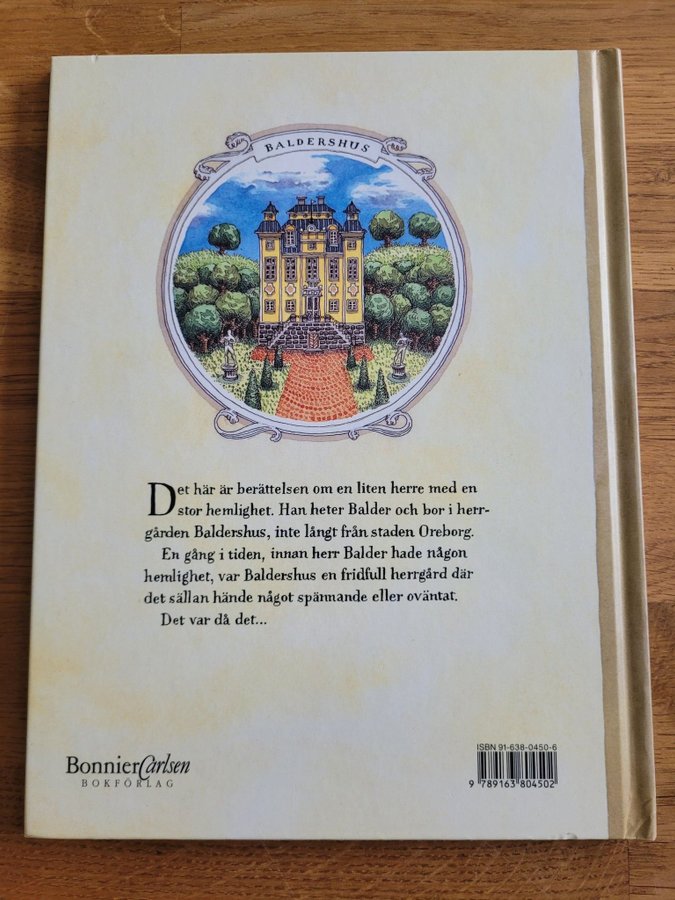 BALDERSHUS
Det här är berättelsen om en liten herre med en
stor hemlighet. Han heter Balder och bor i herr-
gården Baldershus, inte långt från staden Oreborg.
En gång i tiden, innan herr Balder hade någon
hemlighet, var Baldershus en fridfull herrgård där
det sällan hände något spännande eller oväntat.
Det var då det...
ISBN 91-638-0450-6
BonnierCarlsen
BOKFÖRLAG
9 789163 804502